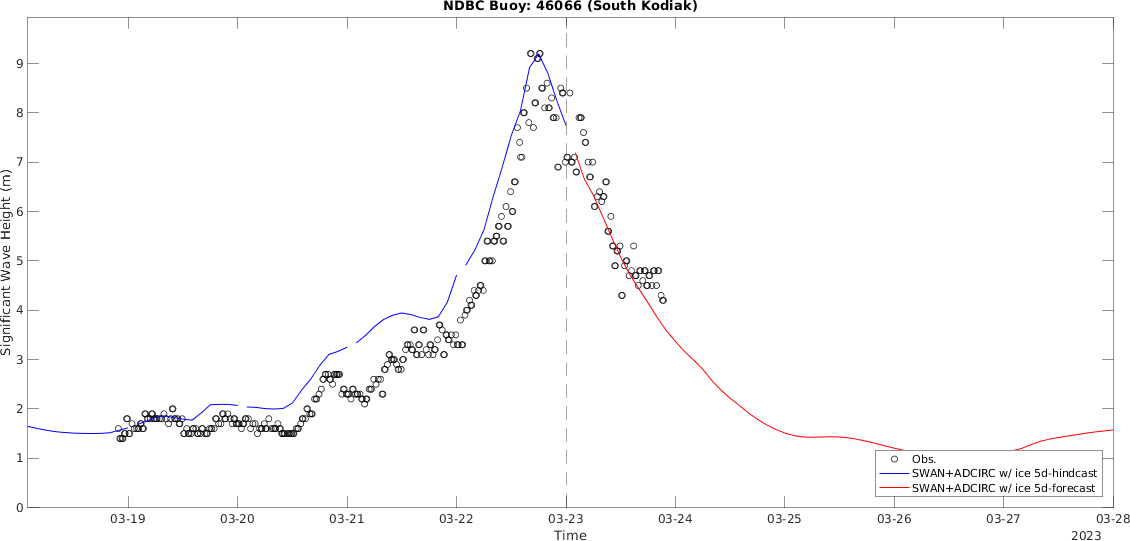 NDBC Buoy: 46066 (South Kodiak)
Significant Wave Height (m)
9
8
7
6
5
4
3
2
1
0
Obs.
SWAN+ADCIRC w/ ice 5d-hindcast
SWAN+ADCIRC w/ ice 5d-forecast
03-19 03-20 03-21 03-22 03-23 03-24 03-25 03-26 03-27 03-28
Time
2023